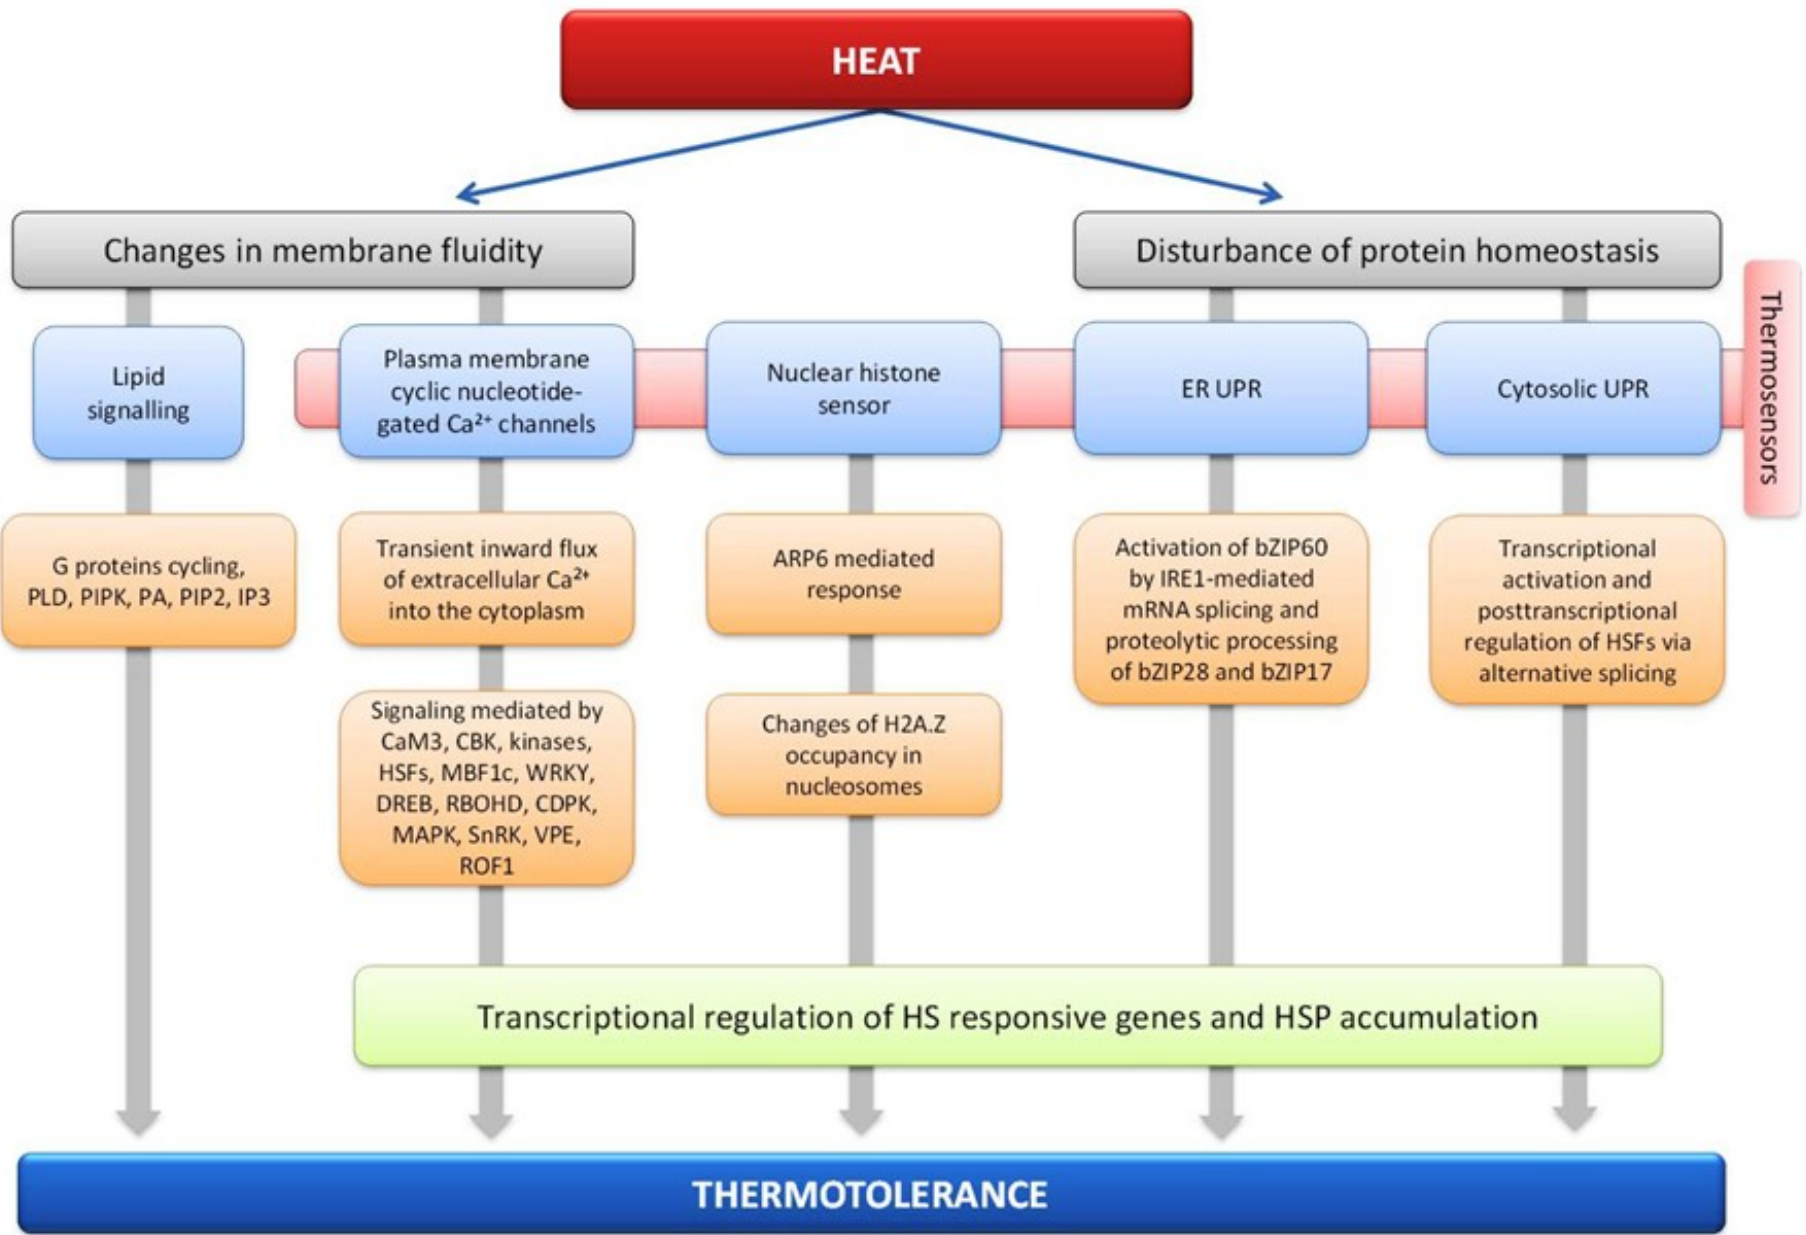 HEAT
Changes in membrane fluidity
Disturbance of protein homeostasis
Thermosensors
Lipid
signalling
Plasma membrane
cyclic nucleotide-
gated Ca²⁺ channels
Nuclear histone
sensor
ER UPR
Cytosolic UPR
G proteins cycling,
PLD, PIPK, PA, PIP2, IP3
Transient inward flux
of extracellular Ca²⁺
into the cytoplasm
ARP6 mediated
response
Activation of bZIP60
by IRE1-mediated
mRNA splicing and
proteolytic processing
of bZIP28 and bZIP17
Transcriptional
activation and
posttranscriptional
regulation of HSFs via
alternative splicing
Signaling mediated by
CaM3, CBK, kinases,
HSFs, MBF1c, WRKY,
DREB, RBOHD, CDPK,
MAPK, SnRK, VPE,
ROF1
Changes of H2A.Z
occupancy in
nucleosomes
Transcriptional regulation of HS responsive genes and HSP accumulation
THERMOTOLERANCE